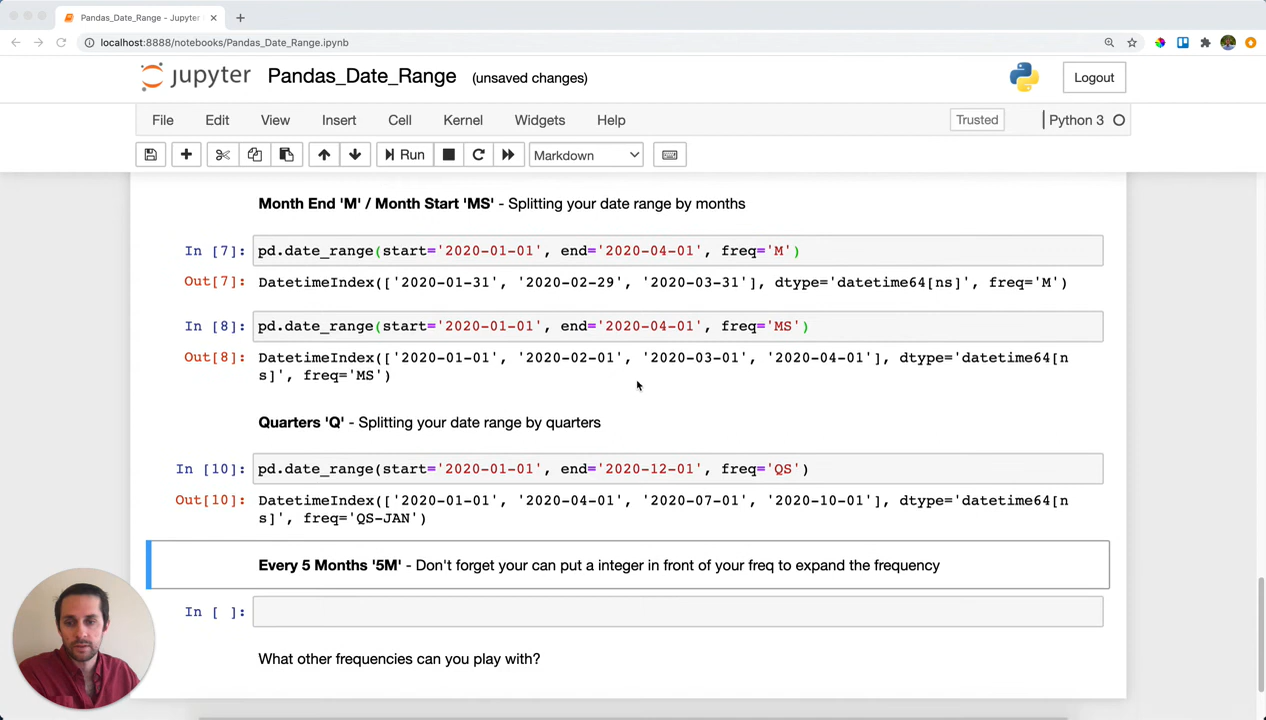 Pandas_Date_Range - Jupyter
localhost:8888/notebooks/Pandas_Date_Range.ipynb
jupyter Pandas_Date_Range (unsaved changes) Logout
File Edit View Insert Cell Kernel Widgets Help Trusted Python 3
Run Markdown
Month End 'M' / Month Start 'MS' - Splitting your date range by months
In [7]: pd.date_range(start='2020-01-01', end='2020-04-01', freq='M')
Out[7]: DatetimeIndex(['2020-01-31', '2020-02-29', '2020-03-31'], dtype='datetime64[ns]', freq='M')
In [8]: pd.date_range(start='2020-01-01', end='2020-04-01', freq='MS')
Out[8]: DatetimeIndex(['2020-01-01', '2020-02-01', '2020-03-01', '2020-04-01'], dtype='datetime64[n
s]', freq='MS')
Quarters 'Q' - Splitting your date range by quarters
In [10]: pd.date_range(start='2020-01-01', end='2020-12-01', freq='QS')
Out[10]: DatetimeIndex(['2020-01-01', '2020-04-01', '2020-07-01', '2020-10-01'], dtype='datetime64[n
s]', freq='QS-JAN')
Every 5 Months '5M' - Don't forget your can put a integer in front of your freq to expand the frequency
In [ ]:
What other frequencies can you play with?